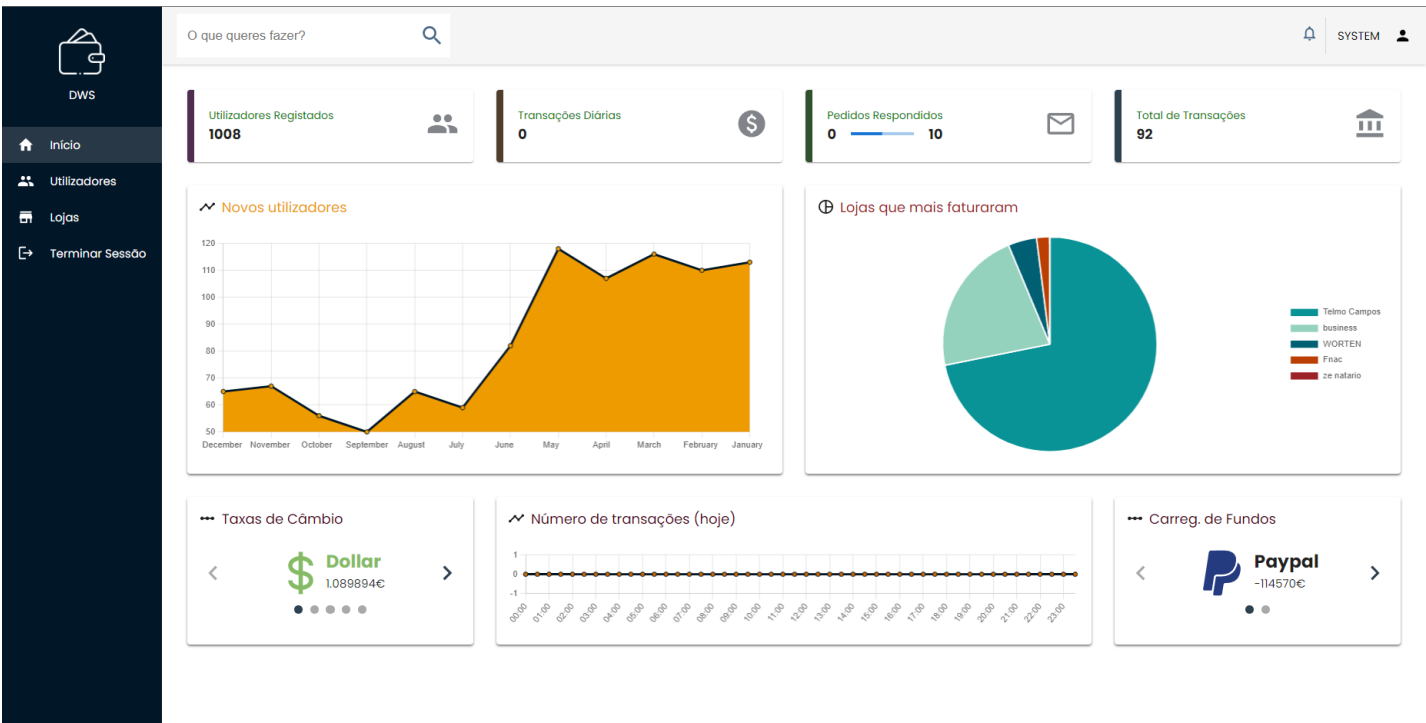 DWS
Início
Utilizadores
Lojas
Terminar Sessão
O que queres fazer?
SYSTEM
Utilizadores Registados
1008
Transações Diárias
0
Pedidos Respondidos
0 10
Total de Transações
92
Novos utilizadores
120
110
100
90
80
70
60
50
December November October September August July June May April March February January
Lojas que mais faturaram
Telmo Campos
business
WORTEN
Fnac
ze natario
Taxas de Câmbio
$ Dollar
1.089894€
Número de transações (hoje)
1
0
-1
00:00 01:00 02:00 03:00 04:00 05:00 06:00 07:00 08:00 09:00 10:00 11:00 12:00 13:00 14:00 15:00 16:00 17:00 18:00 19:00 20:00 21:00 22:00 23:00
Carreg. de Fundos
Paypal
-114570€